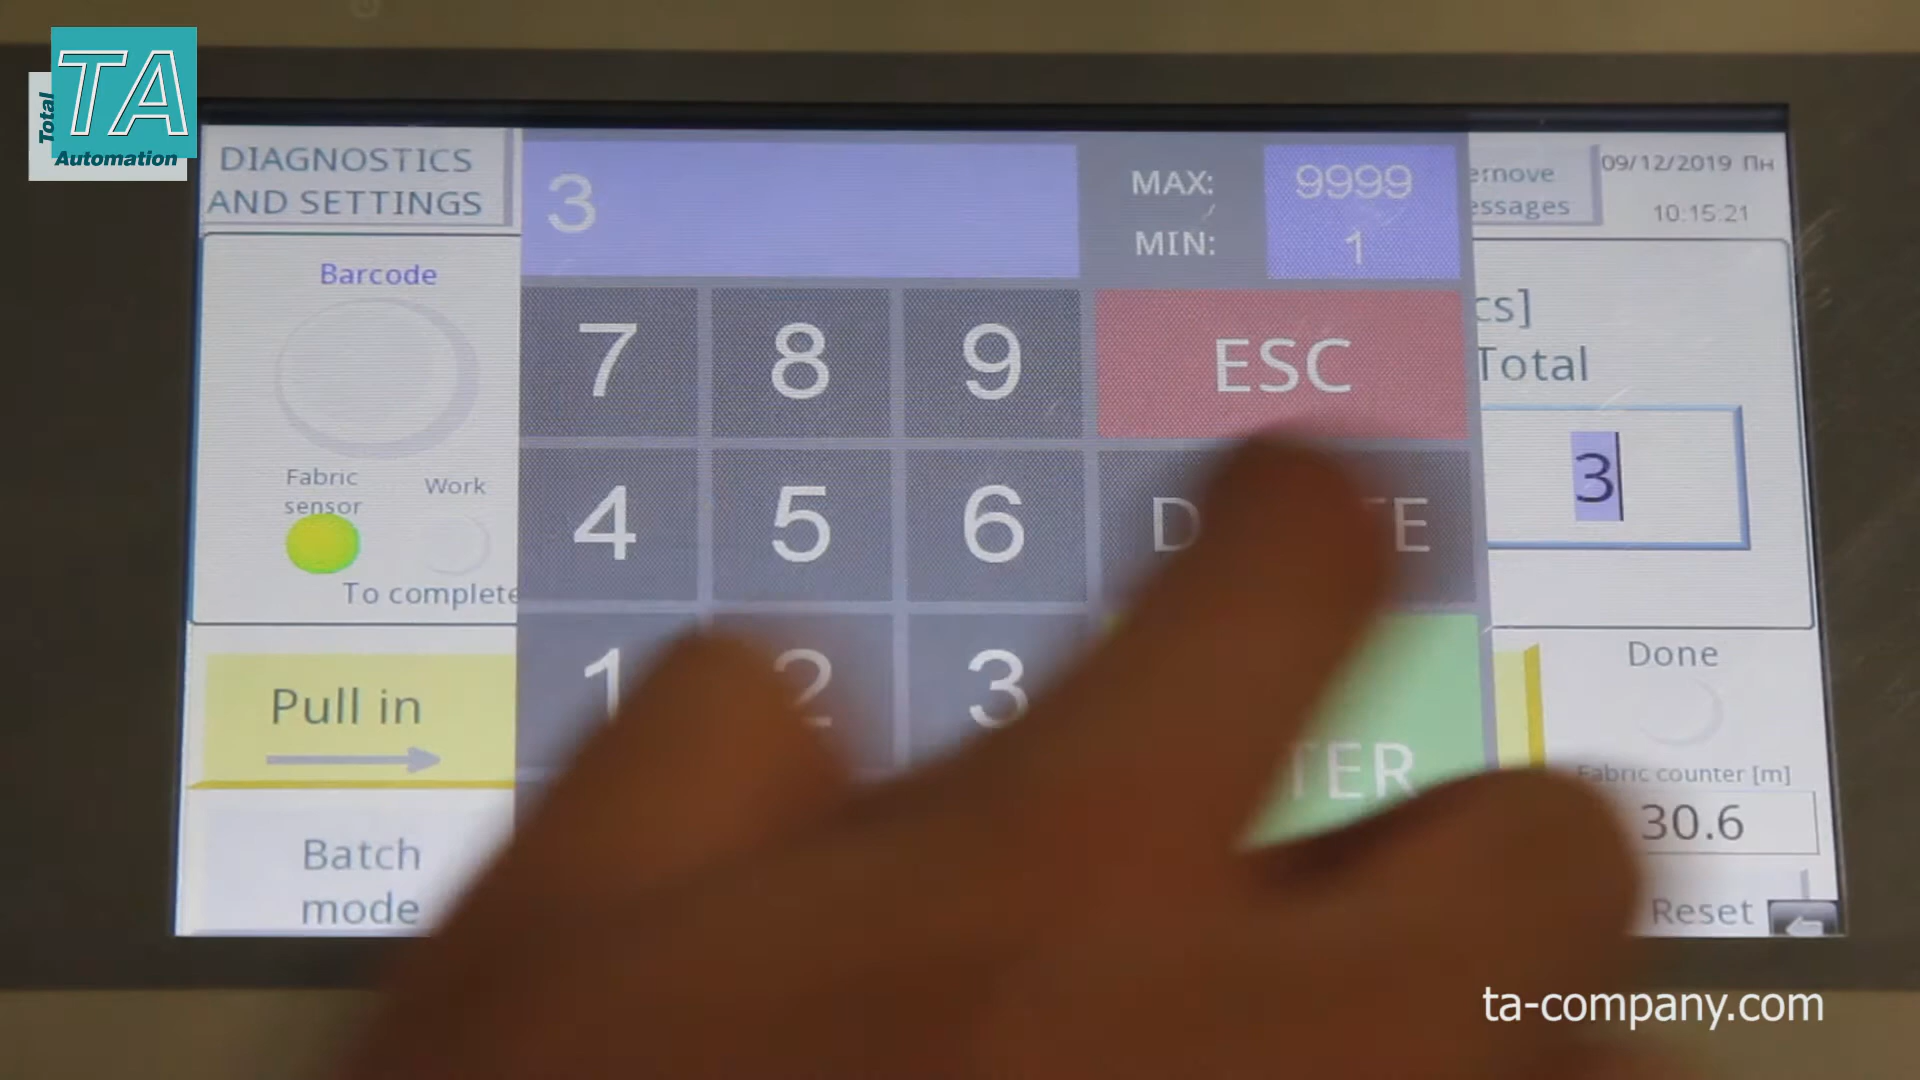 TA
Total
Automation
DIAGNOSTICS
AND SETTINGS
3
MAX:
9999
MIN:
1
09/12/2019 Пн
10:15:21
Barcode
7
8
9
ESC
Total
3
Fabric
sensor
Work
4
5
6
To complete
1
2
3
Done
Pull in
Fabric counter [m]
30.6
Batch
mode
Reset
ta-company.com